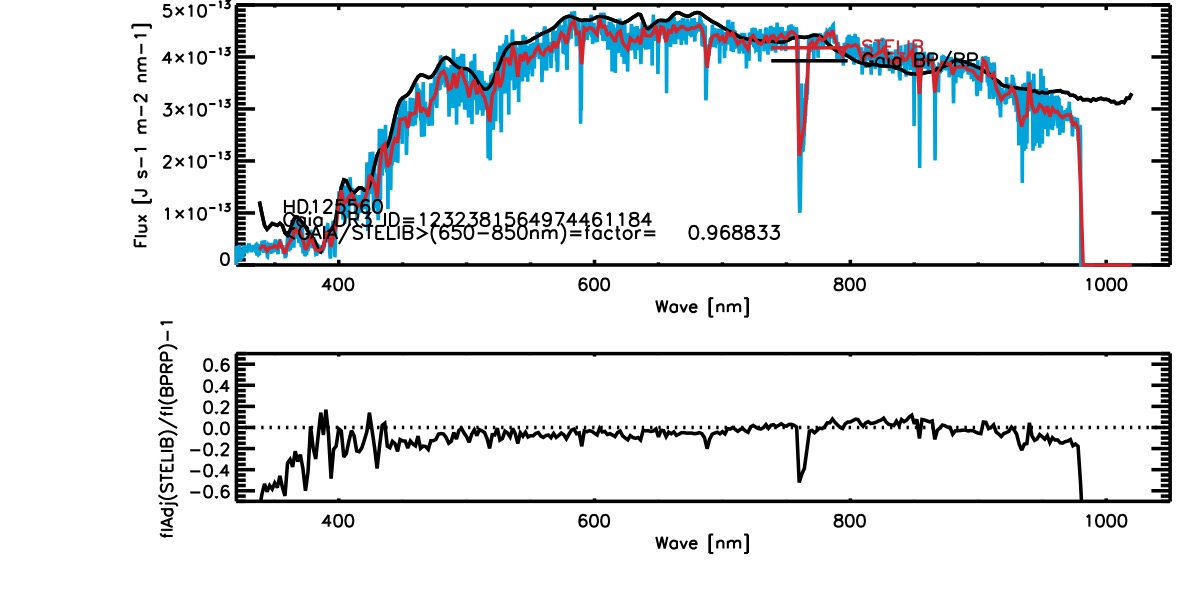 5×10−13
4×10−13
3×10−13
2×10−13
1×10−13
0
Flux [J s−1 m−2 nm−1]
STELIB
Gaia BP/RP
HD125560
Gaia DR3 ID=1232381564974461184
<GAIA/STELIB>(650−850nm)=factor= 0.968833
400 600 800 1000
Wave [nm]
flAdj(STELIB)/fl(BPRP)−1
0.6
0.4
0.2
0.0
−0.2
−0.4
−0.6
400 600 800 1000
Wave [nm]